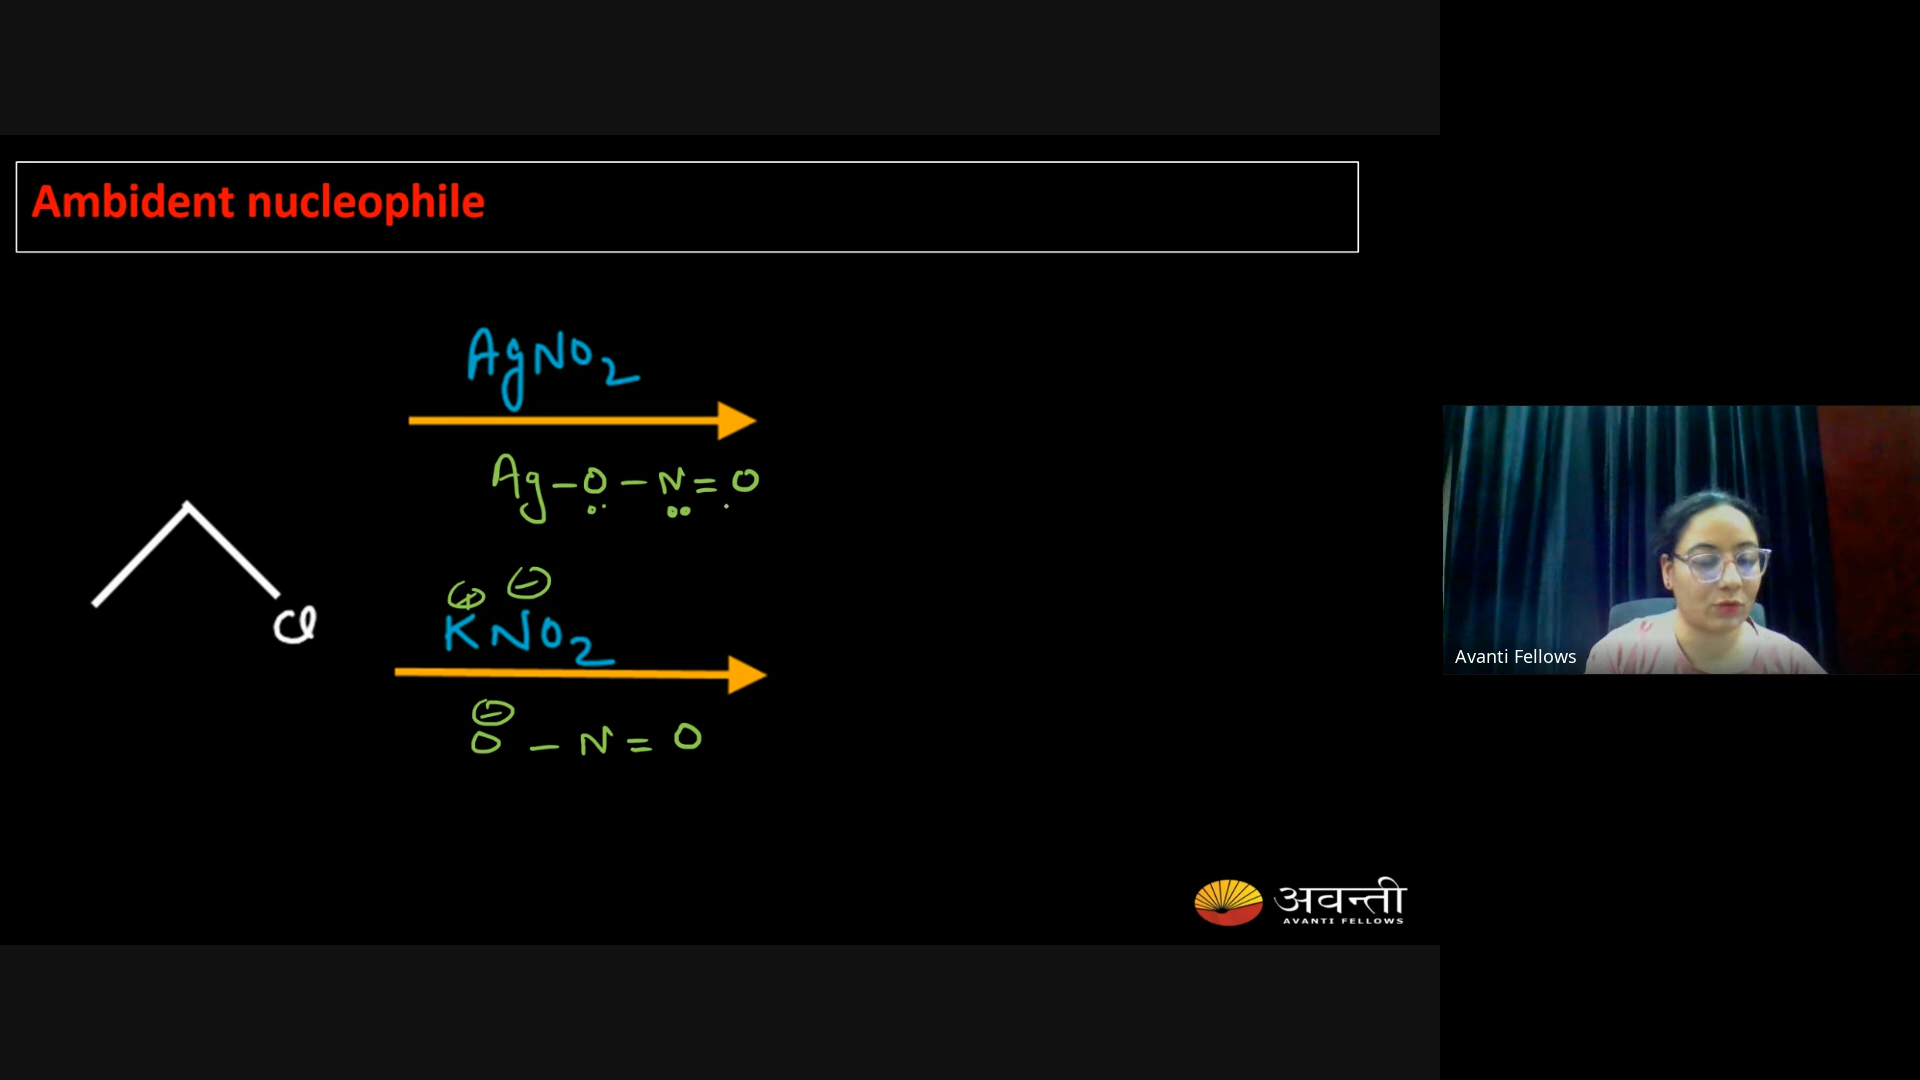 Ambident nucleophile
AgNO2
Ag-O-N=O
⊕ ⊖
KNO2
⊖
O-N=O
Cl
Avanti Fellows
अवन्ती
AVANTI FELLOWS